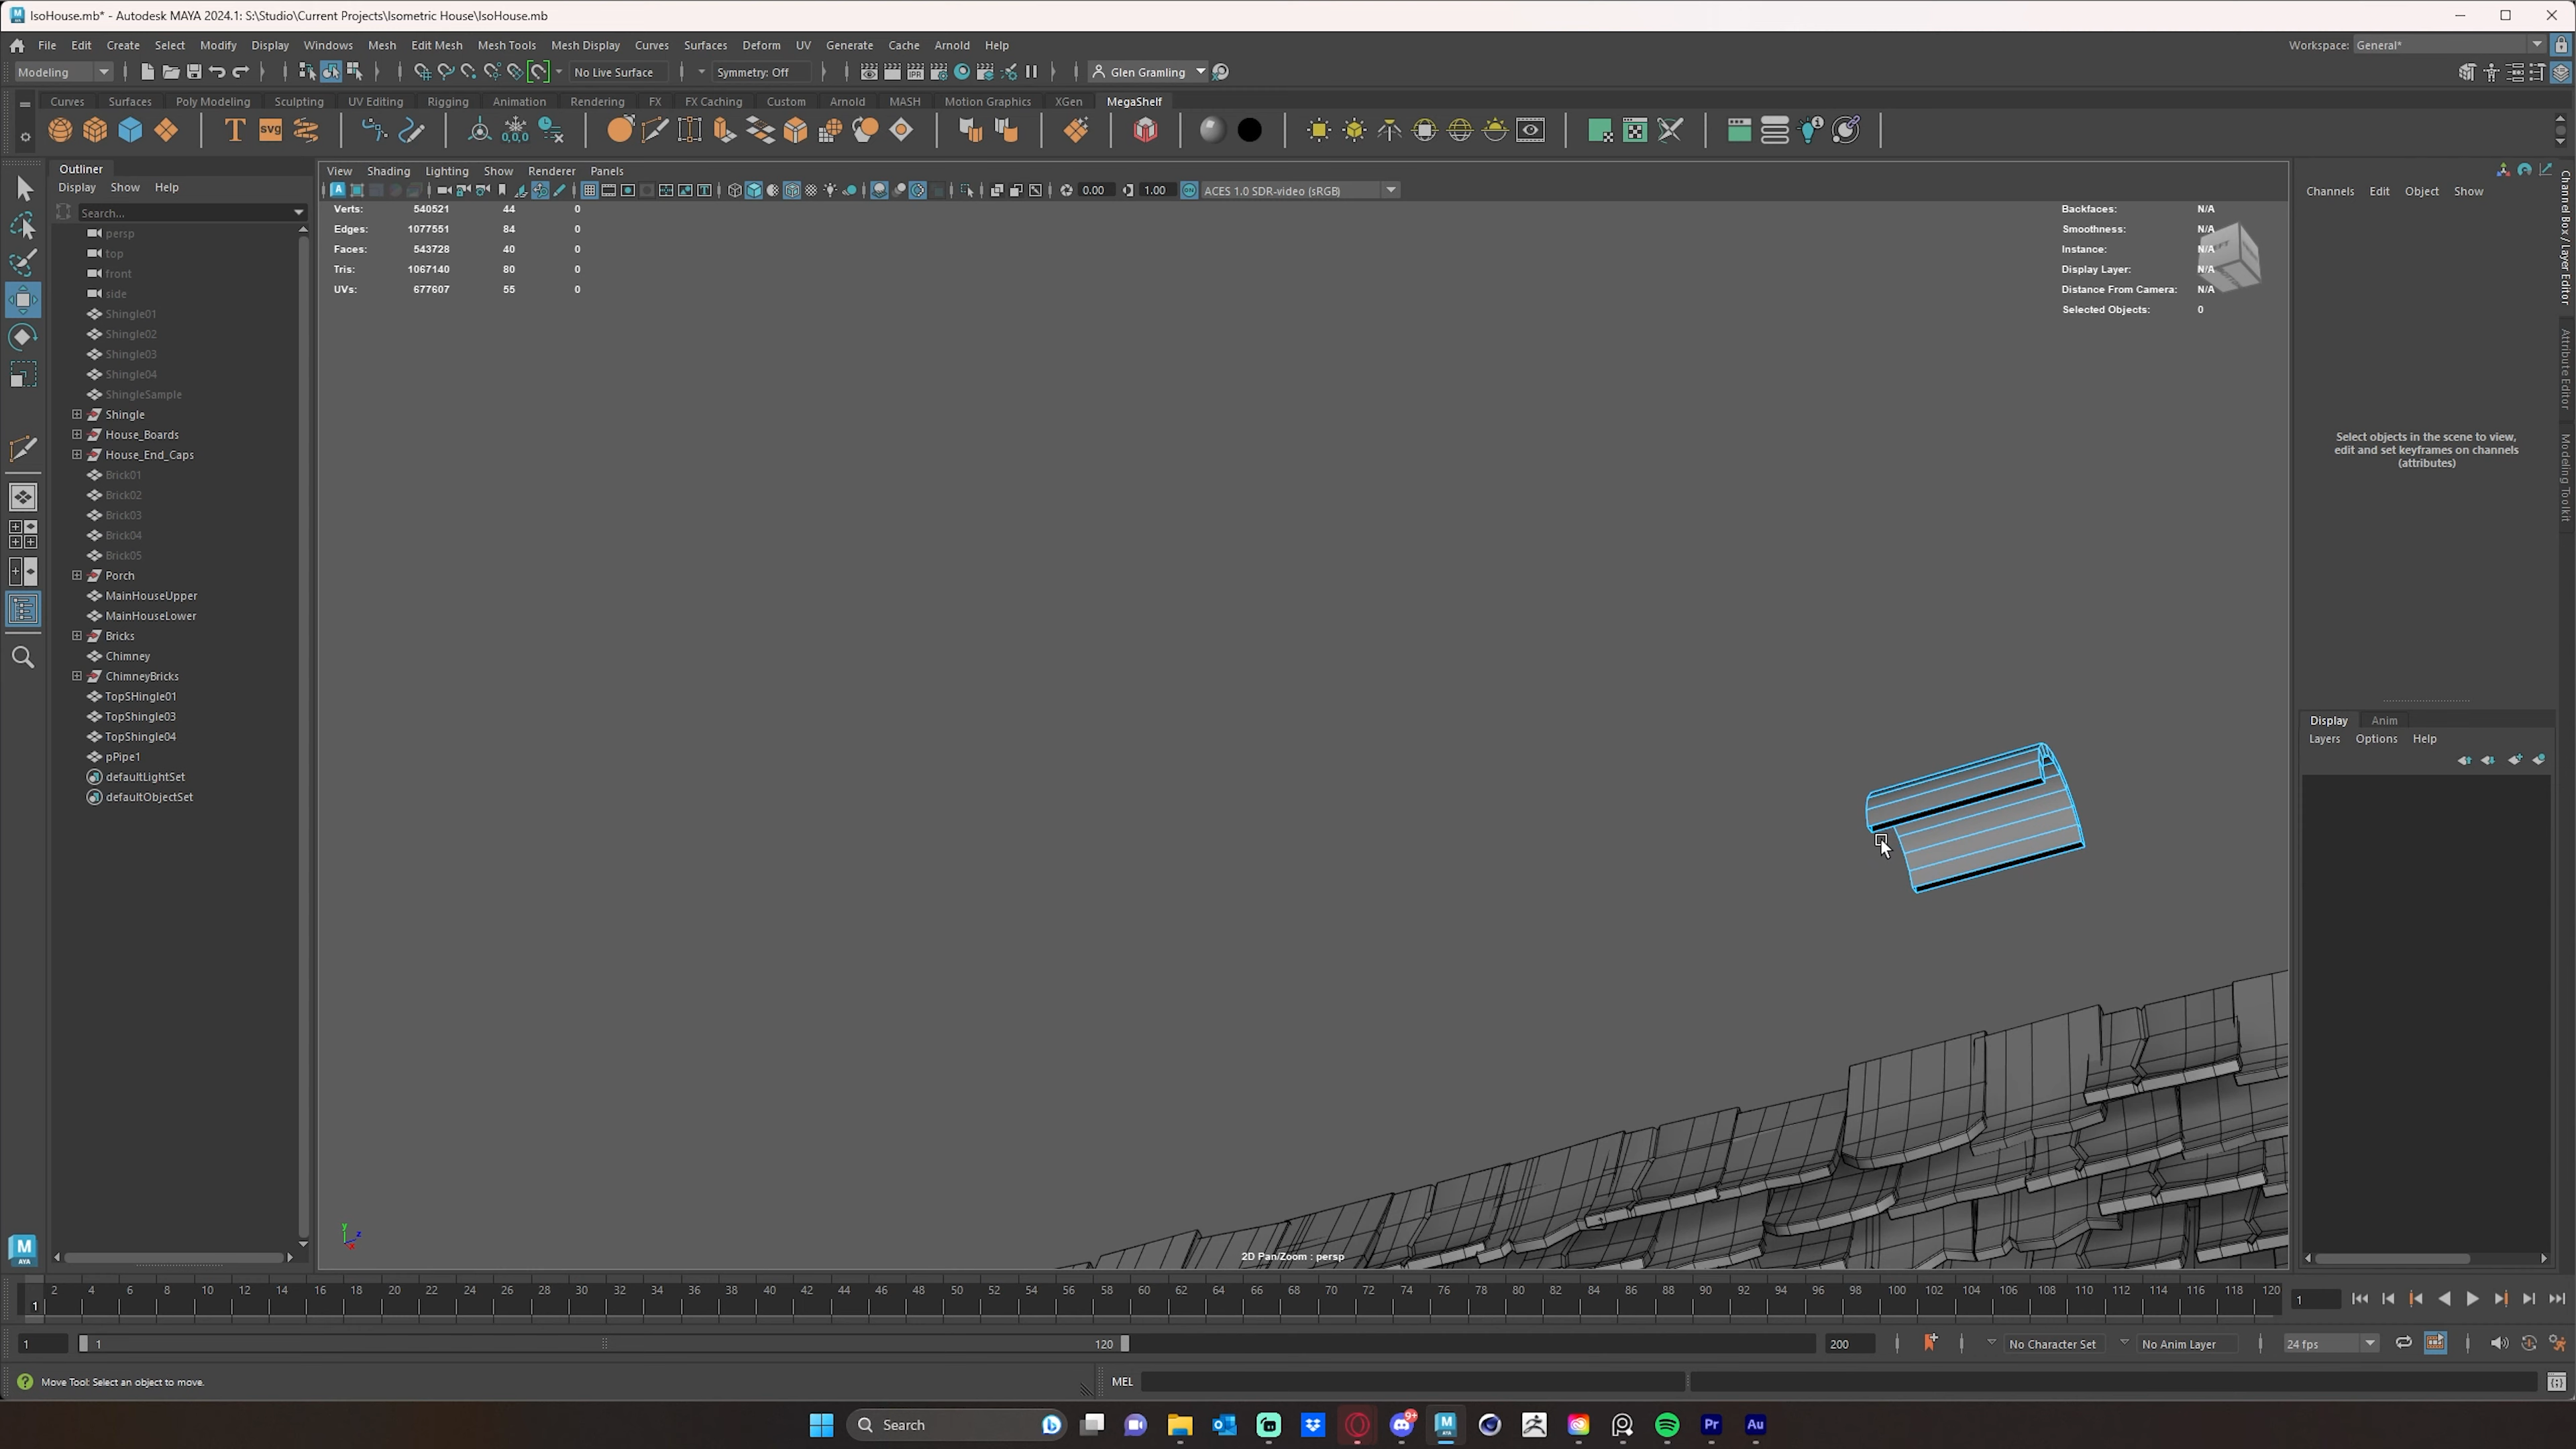 IsoHouse.mb* - Autodesk MAYA 2024.1: S:\Studio\Current Projects\Isometric House\IsoHouse.mb
File Edit Create Select Modify Display Windows Mesh Edit Mesh Mesh Tools Mesh Display Curves Surfaces Deform UV Generate Cache Arnold Help
Workspace: General*
Modeling No Live Surface Symmetry: Off Glen Gramling
Curves Surfaces Poly Modeling Sculpting UV Editing Rigging Animation Rendering FX FX Caching Custom Arnold MASH Motion Graphics XGen MegaShelf
Outliner
Display Show Help
Search...
persp
top
front
side
Shingle01
Shingle02
Shingle03
Shingle04
ShingleSample
Shingle
House_Boards
House_End_Caps
Brick01
Brick02
Brick03
Brick04
Brick05
Porch
MainHouseUpper
MainHouseLower
Bricks
Chimney
ChimneyBricks
TopSHingle01
TopShingle03
TopShingle04
pPipe1
defaultLightSet
defaultObjectSet
View Shading Lighting Show Renderer Panels
0.00 1.00 ACES 1.0 SDR-video (sRGB)
Verts: 540521 44 0
Edges: 1077551 84 0
Faces: 543728 40 0
Tris: 1067140 80 0
UVs: 677607 55 0
Backfaces: N/A
Smoothness: N/A
Instance: N/A
Display Layer: N/A
Distance From Camera: N/A
Selected Objects: 0
2D Pan/Zoom : persp
Channels Edit Object Show
Select objects in the scene to view,
edit and set keyframes on channels
(attributes)
Display Anim
Layers Options Help
Channel Box / Layer Editor
Attribute Editor
Modeling Toolkit
2 4 6 8 10 12 14 16 18 20 22 24 26 28 30 32 34 36 38 40 42 44 46 48 50 52 54 56 58 60 62 64 66 68 70 72 74 76 78 80 82 84 86 88 90 92 94 96 98 100 102 104 106 108 110 112 114 116 118 120
1
1
1 1 120 200 No Character Set No Anim Layer 24 fps
Move Tool: Select an object to move.
MEL
Search